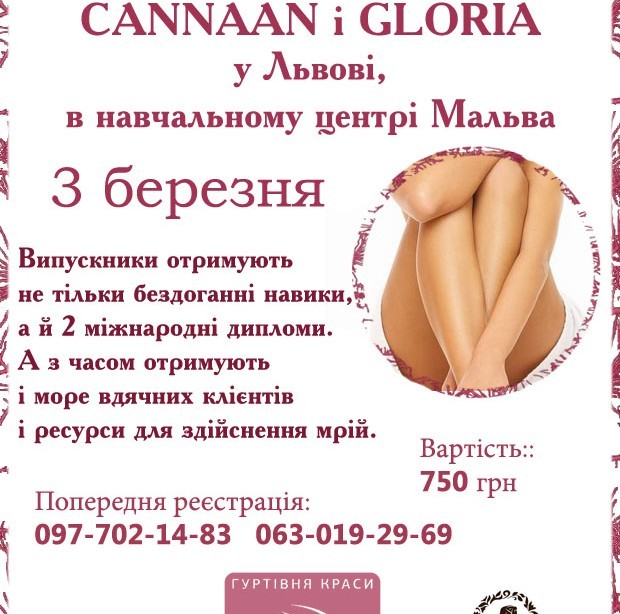 CANNAAN і GLORIA
у Львові,
в навчальному центрі Мальва
3 березня
Випускники отримують
не тільки бездоганні навики,
а й 2 міжнародні дипломи.
А з часом отримують
і море вдячних клієнтів
і ресурси для здійснення мрій.
Вартість::
750 грн
Попередня реєстрація:
097-702-14-83 063-019-29-69
ГУРТІВНЯ КРАСИ